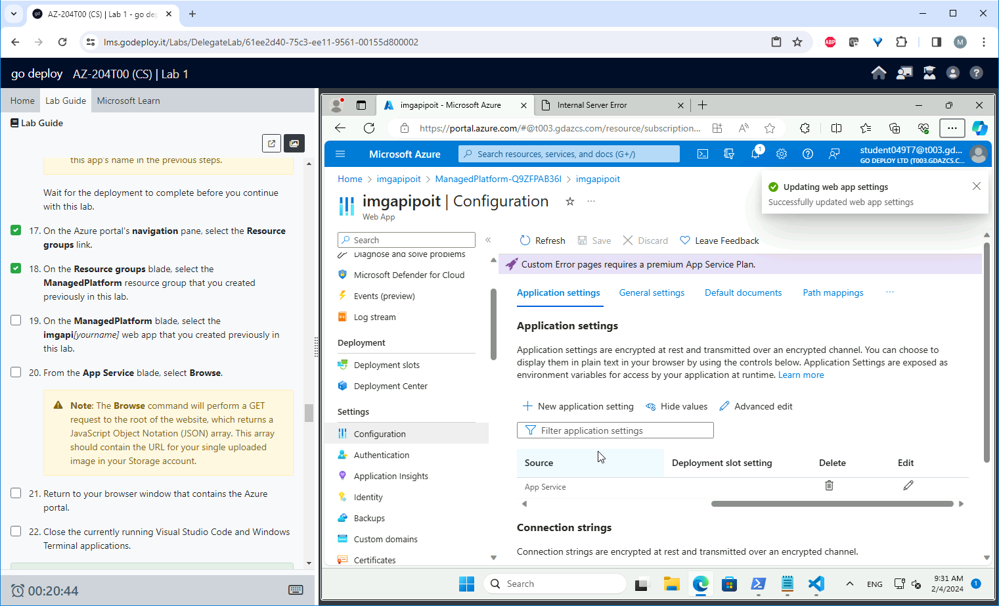 AZ-204T00 (CS) | Lab 1 - go dep
lms.godeploy.it/Labs/DelegateLab/61ee2d40-75c3-ee11-9561-00155d800002
ABP
M
go deploy AZ-204T00 (CS) | Lab 1
Home
Lab Guide
Microsoft Learn
Lab Guide
this app's name in the previous steps.
Wait for the deployment to complete before you continue
with this lab.
17. On the Azure portal's navigation pane, select the Resource
groups link.
18. On the Resource groups blade, select the
ManagedPlatform resource group that you created
previously in this lab.
19. On the ManagedPlatform blade, select the
imgapi[yourname] web app that you created previously in
this lab.
20. From the App Service blade, select Browse.
Note: The Browse command will perform a GET
request to the root of the website, which returns a
JavaScript Object Notation (JSON) array. This array
should contain the URL for your single uploaded
image in your Storage account.
21. Return to your browser window that contains the Azure
portal.
22. Close the currently running Visual Studio Code and Windows
Terminal applications.
00:20:44
imgapipoit - Microsoft Azure
Internal Server Error
https://portal.azure.com/#@t003.gdazcs.com/resource/subscription...
Microsoft Azure
Search resources, services, and docs (G+/)
1
student049T7@t003.gd...
GO DEPLOY LTD (T003.GDAZCS.C...
Home > imgapipoit > ManagedPlatform-Q9ZFPAB36I > imgapipoit
imgapipoit | Configuration
Web App
Updating web app settings
Successfully updated web app settings
Search
Diagnose and solve problems
Microsoft Defender for Cloud
Events (preview)
Log stream
Deployment
Deployment slots
Deployment Center
Settings
Configuration
Authentication
Application Insights
Identity
Backups
Custom domains
Certificates
Refresh
Save
Discard
Leave Feedback
Custom Error pages requires a premium App Service Plan.
Application settings
General settings
Default documents
Path mappings
Application settings
Application settings are encrypted at rest and transmitted over an encrypted channel. You can choose to
display them in plain text in your browser by using the controls below. Application Settings are exposed as
environment variables for access by your application at runtime. Learn more
New application setting
Hide values
Advanced edit
Filter application settings
Source
Deployment slot setting
Delete
Edit
App Service
Connection strings
Connection strings are encrypted at rest and transmitted over an encrypted channel.
Search
ENG
9:31 AM
2/4/2024
1